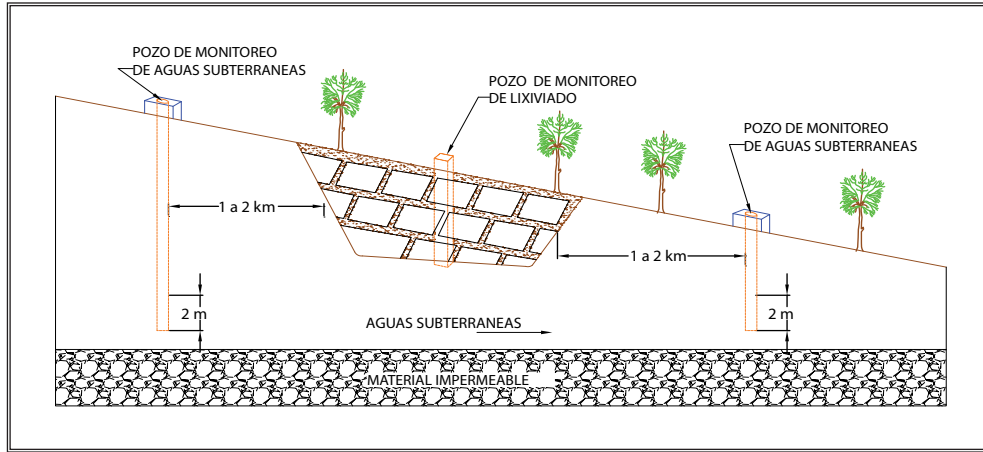 POZO DE MONITOREO
DE AGUAS SUBTERRANEAS
POZO DE MONITOREO
DE LIXIVIADO
POZO DE MONITOREO
DE AGUAS SUBTERRANEAS
1 a 2 km
1 a 2 km
2 m
2 m
AGUAS SUBTERRANEAS
MATERIAL IMPERMEABLE